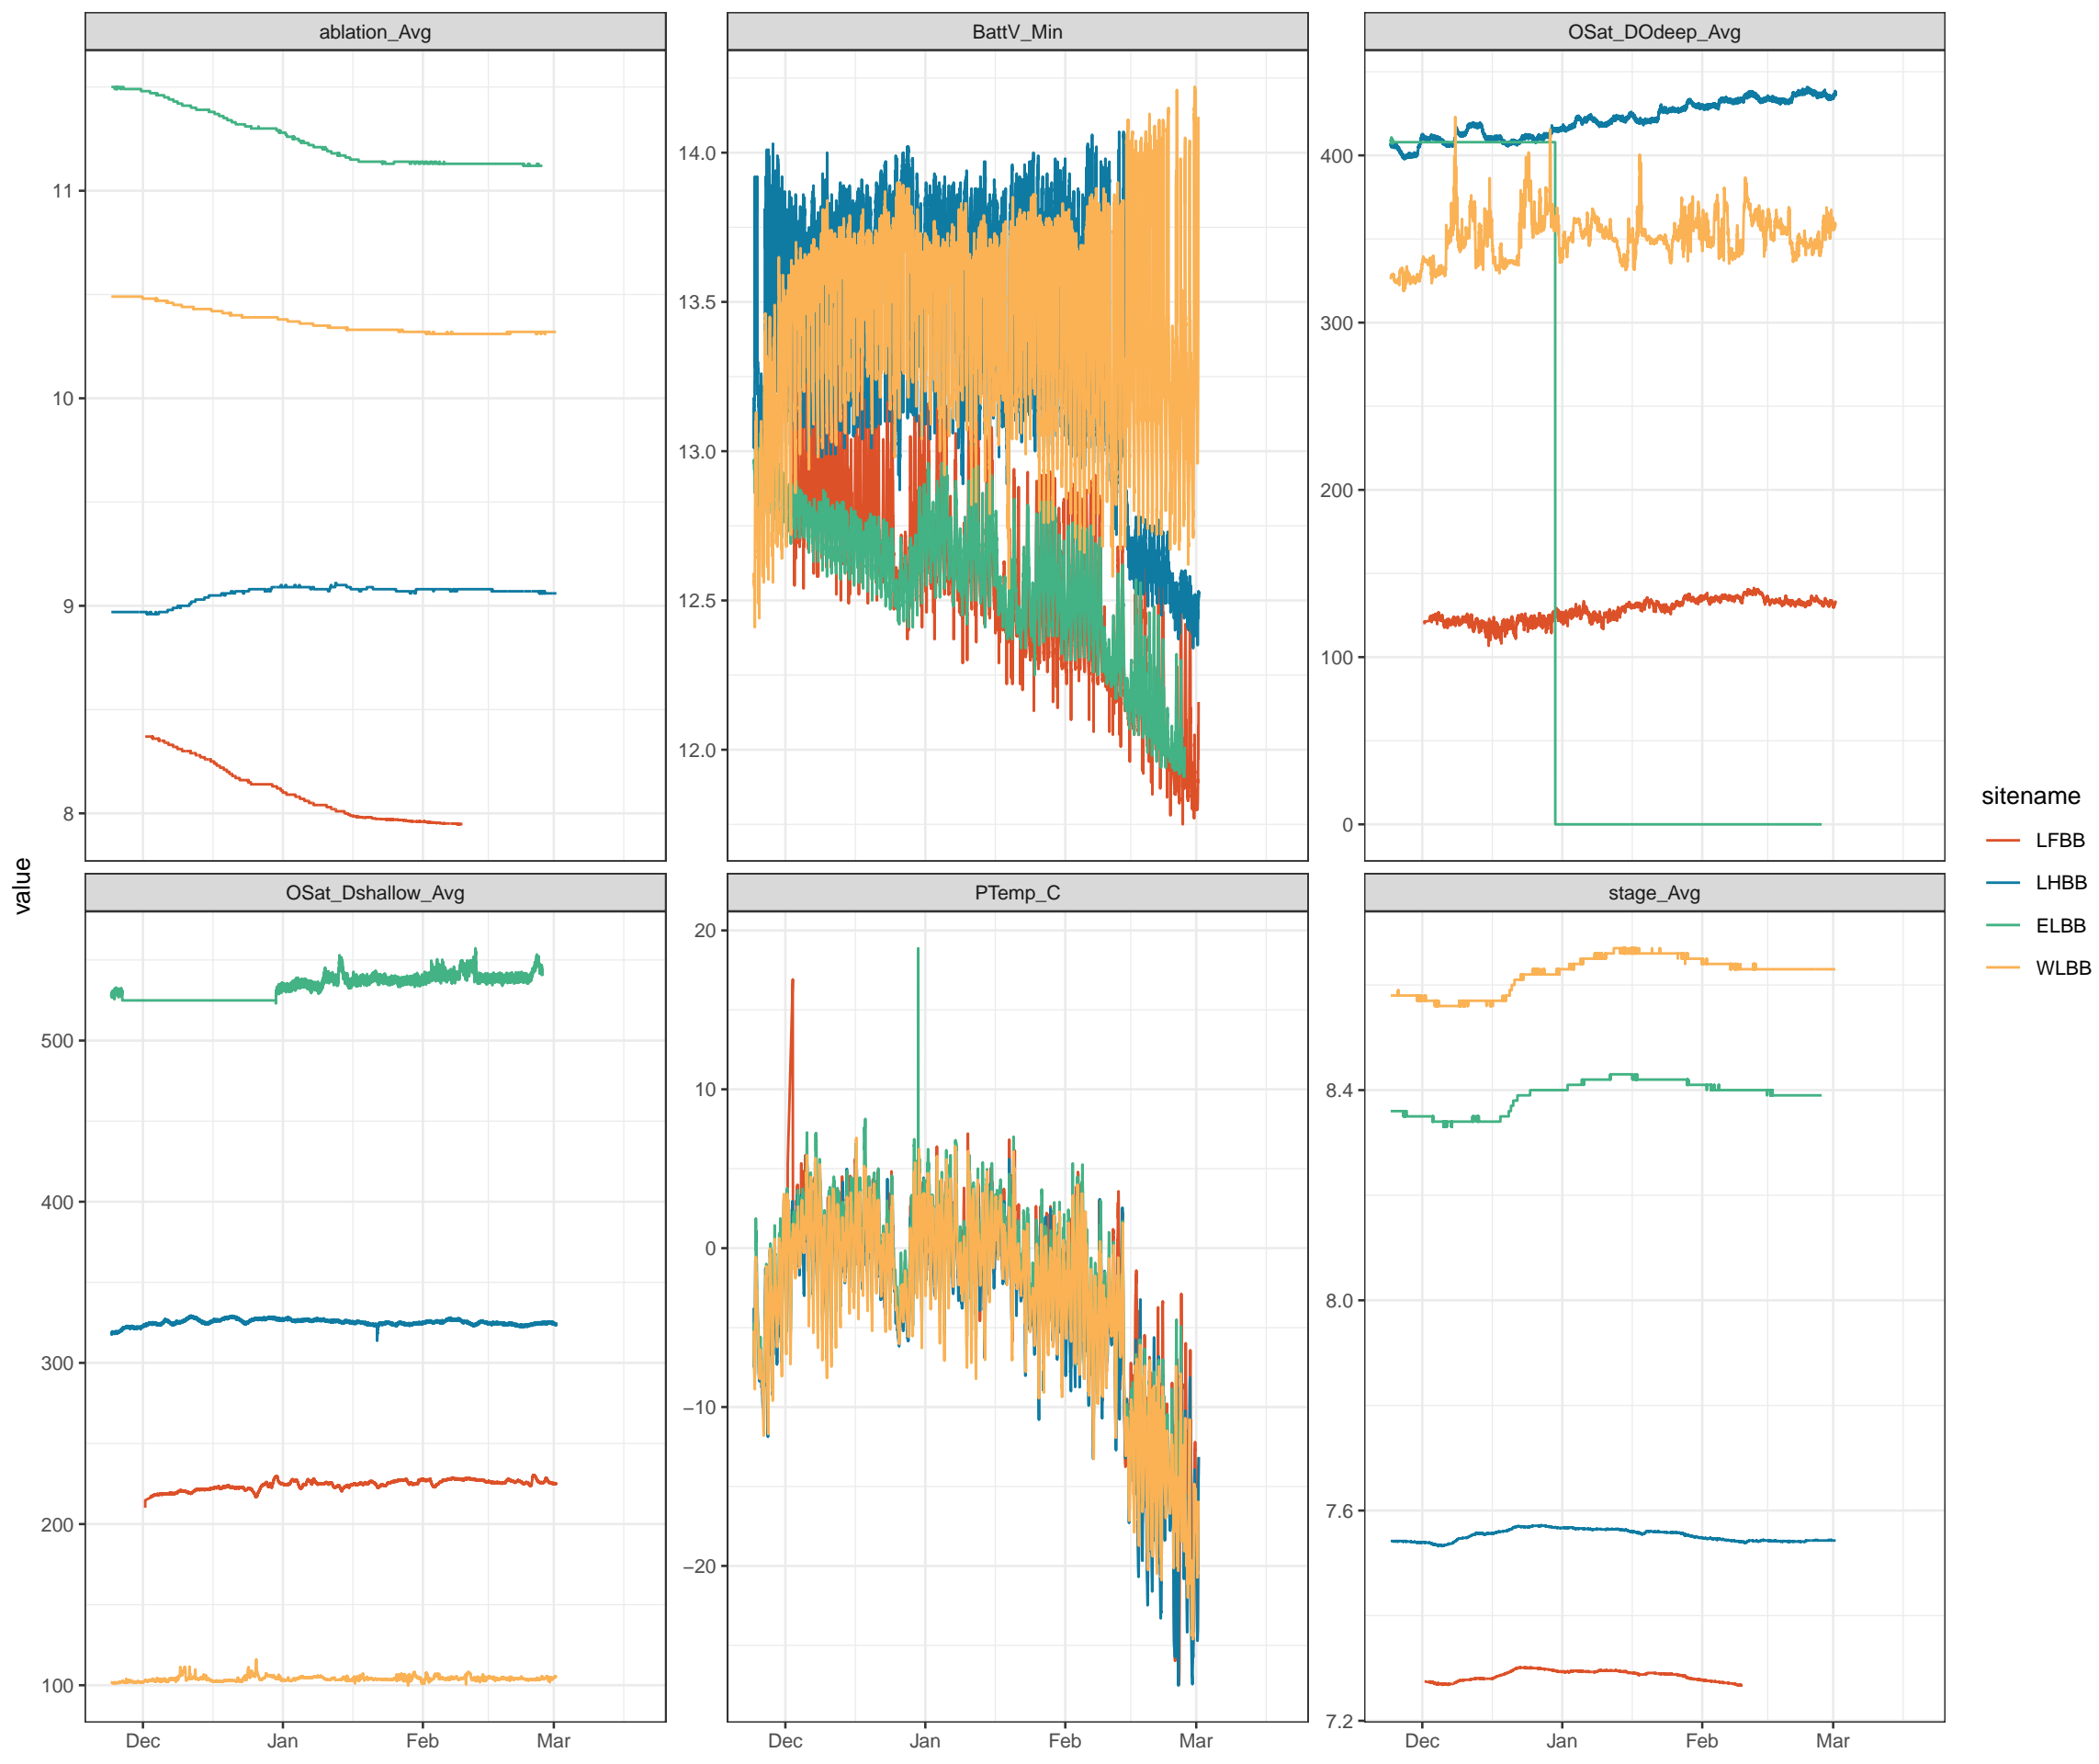 ablation_Avg
BattV_Min
OSat_DOdeep_Avg
11
10
9
8
14.0
13.5
13.0
12.5
12.0
400
300
200
100
0
value
OSat_Dshallow_Avg
PTemp_C
stage_Avg
500
400
300
200
100
20
10
0
−10
−20
8.4
8.0
7.6
7.2
Dec Jan Feb Mar
Dec Jan Feb Mar
Dec Jan Feb Mar
sitename
LFBB
LHBB
ELBB
WLBB